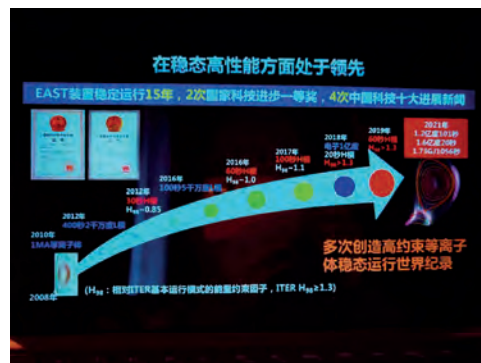 在稳态高性能方面处于领先
EAST装置稳定运行15年，2次国家科技进步一等奖，4次中国科技十大进展新闻
2021年
1.2亿度101秒
1.6亿度20秒
1.73G/1056秒
2019年
60秒H模
H98>1.3
2018年
电子1亿度
20秒H模
H98>1.3
2017年
100秒H模
H98~1.1
2016年
60秒H模
H98~1.0
2016年
100秒5千万度L模
2012年
30秒H模
H98~0.85
2012年
400秒2千万度L模
2010年
1MA等离子体
2008年
多次创造高约束等离子
体稳态运行世界纪录
(H98：相对ITER基本运行模式的能量约束因子，ITER H98≥1.3)